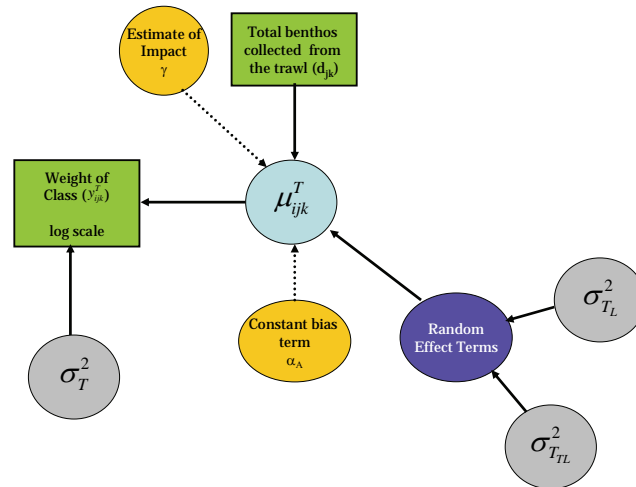 Estimate of
Impact
γ
Total benthos
collected from
the trawl (d_jk)
Weight of
Class (y^T_ijk)
log scale
μ^T_ijk
Constant bias
term
α_A
Random
Effect Terms
σ^2_T_L
σ^2_T
σ^2_T_TL